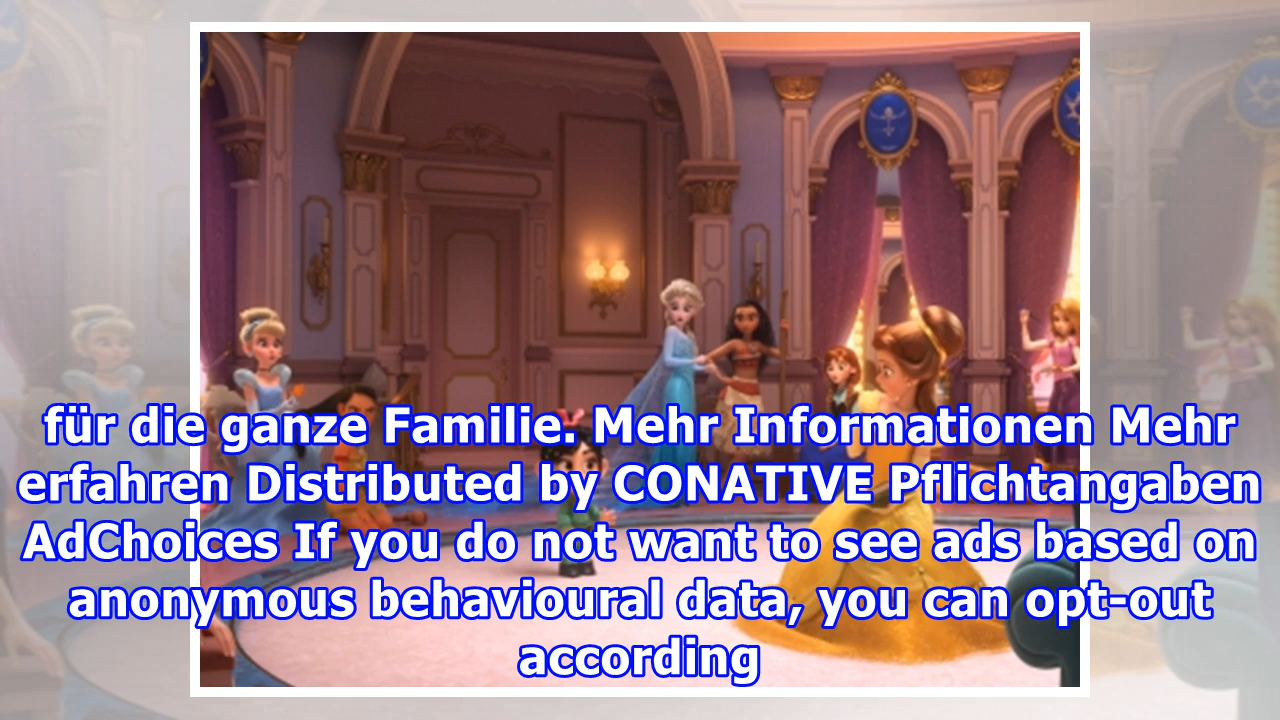 für die ganze Familie. Mehr Informationen Mehr
erfahren Distributed by CONATIVE Pflichtangaben
AdChoices If you do not want to see ads based on
anonymous behavioural data, you can opt-out
according